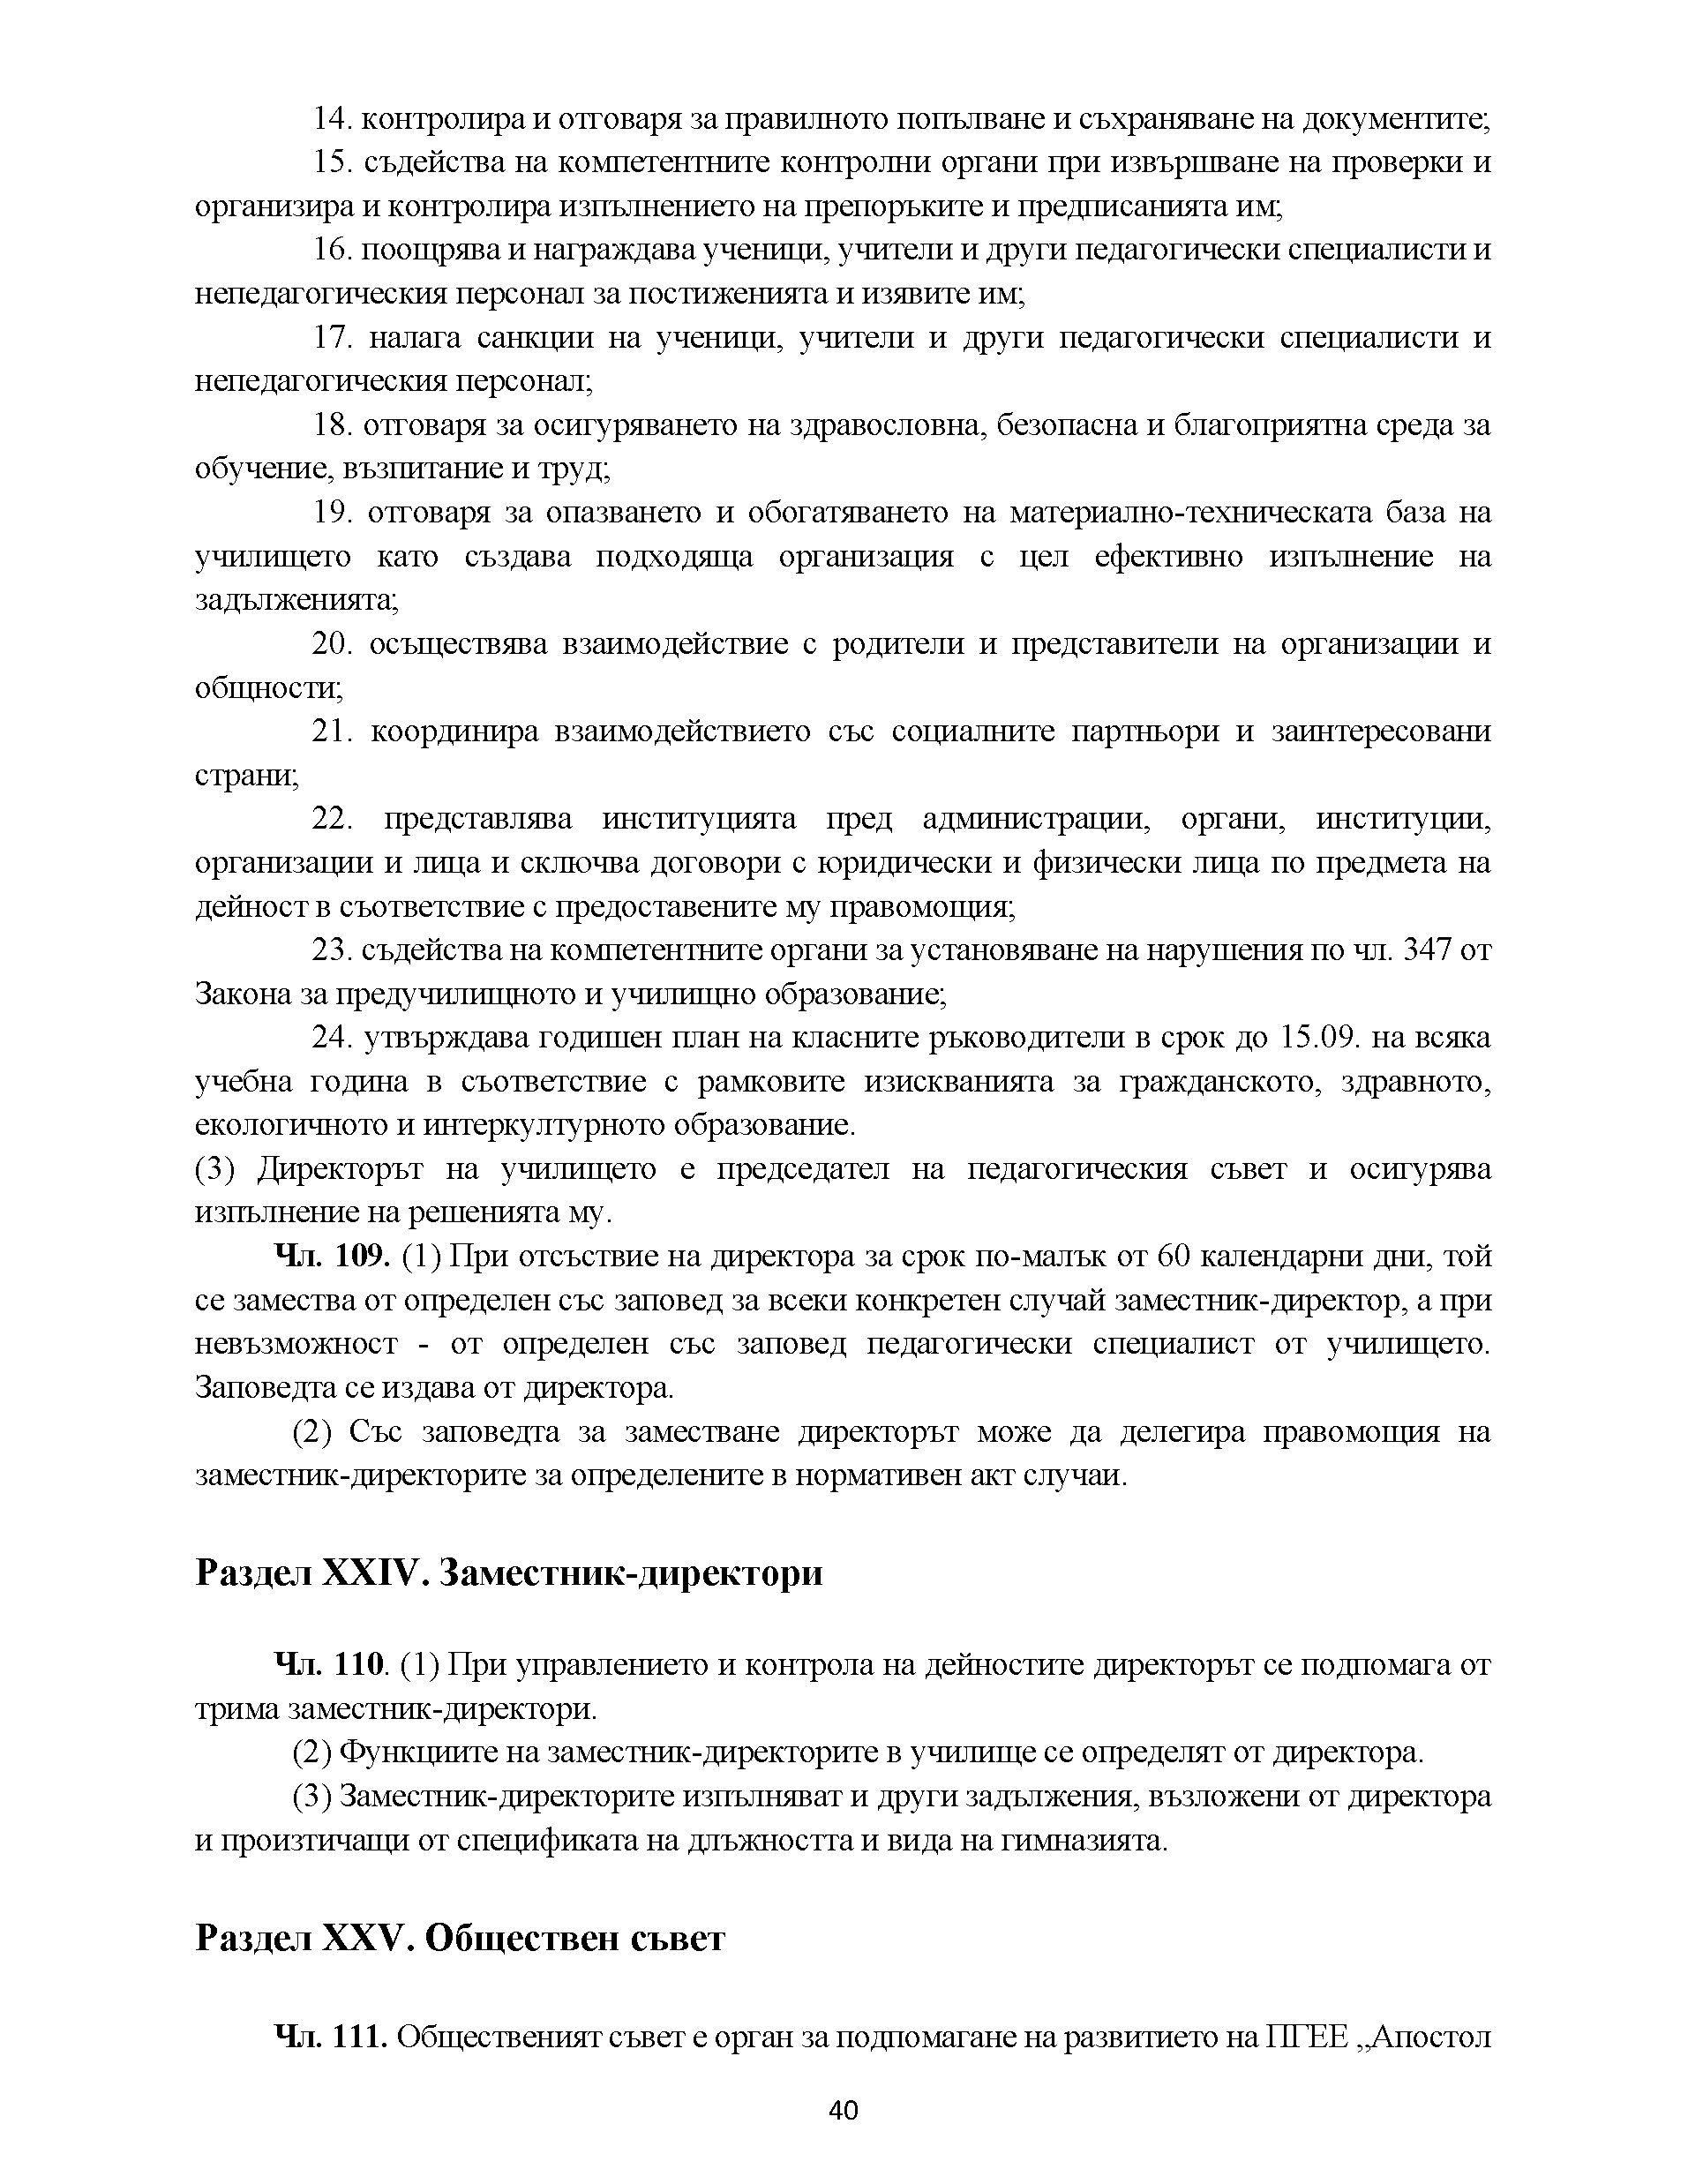 14. контролира и отговаря за правилното попълване и съхраняване на документите;
15. съдейства на компетентните контролни органи при извършване на проверки и
организира и контролира изпълнението на препоръките и предписанията им;
16. поощрява и награждава ученици, учители и други педагогически специалисти и
непедагогическия персонал за постиженията и изявите им;
17. налага санкции на ученици, учители и други педагогически специалисти и
непедагогическия персонал;
18. отговаря за осигуряването на здравословна, безопасна и благоприятна среда за
обучение, възпитание и труд;
19. отговаря за опазването и обогатяването на материално-техническата база на
училището като създава подходяща организация с цел ефективно изпълнение на
задълженията;
20. осъществява взаимодействие с родители и представители на организации и
общности;
21. координира взаимодействието със социалните партньори и заинтересовани
страни;
22. представлява институцията пред администрации, органи, институции,
организации и лица и сключва договори с юридически и физически лица по предмета на
дейност в съответствие с предоставените му правомощия;
23. съдейства на компетентните органи за установяване на нарушения по чл. 347 от
Закона за предучилищното и училищно образование;
24. утвърждава годишен план на класните ръководители в срок до 15.09. на всяка
учебна година в съответствие с рамковите изискванията за гражданското, здравното,
екологичното и интеркултурното образование.
(3) Директорът на училището е председател на педагогическия съвет и осигурява
изпълнение на решенията му.
Чл. 109. (1) При отсъствие на директора за срок по-малък от 60 календарни дни, той
се замества от определен със заповед за всеки конкретен случай заместник-директор, а при
невъзможност - от определен със заповед педагогически специалист от училището.
Заповедта се издава от директора.
(2) Със заповедта за заместване директорът може да делегира правомощия на
заместник-директорите за определените в нормативен акт случаи.
Раздел XXIV. Заместник-директори
Чл. 110. (1) При управлението и контрола на дейностите директорът се подпомага от
трима заместник-директори.
(2) Функциите на заместник-директорите в училище се определят от директора.
(3) Заместник-директорите изпълняват и други задължения, възложени от директора
и произтичащи от спецификата на длъжността и вида на гимназията.
Раздел XXV. Обществен съвет
Чл. 111. Общественият съвет е орган за подпомагане на развитието на ПГЕЕ „Апостол
40